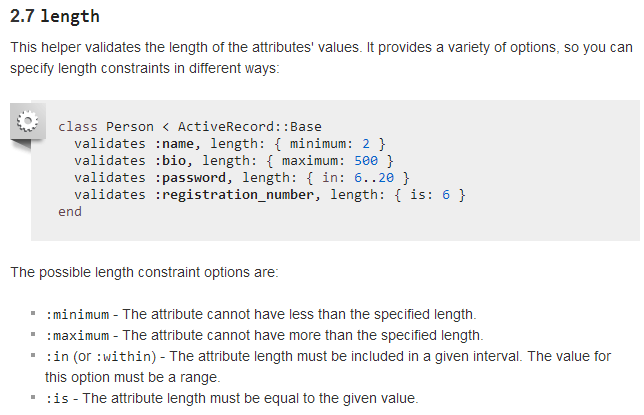 2.7 length
This helper validates the length of the attributes' values. It provides a variety of options, so you can
specify length constraints in different ways:
class Person < ActiveRecord::Base
  validates :name, length: { minimum: 2 }
  validates :bio, length: { maximum: 500 }
  validates :password, length: { in: 6..20 }
  validates :registration_number, length: { is: 6 }
end
The possible length constraint options are:
:minimum - The attribute cannot have less than the specified length.
:maximum - The attribute cannot have more than the specified length.
:in (or :within) - The attribute length must be included in a given interval. The value for
this option must be a range.
:is - The attribute length must be equal to the given value.